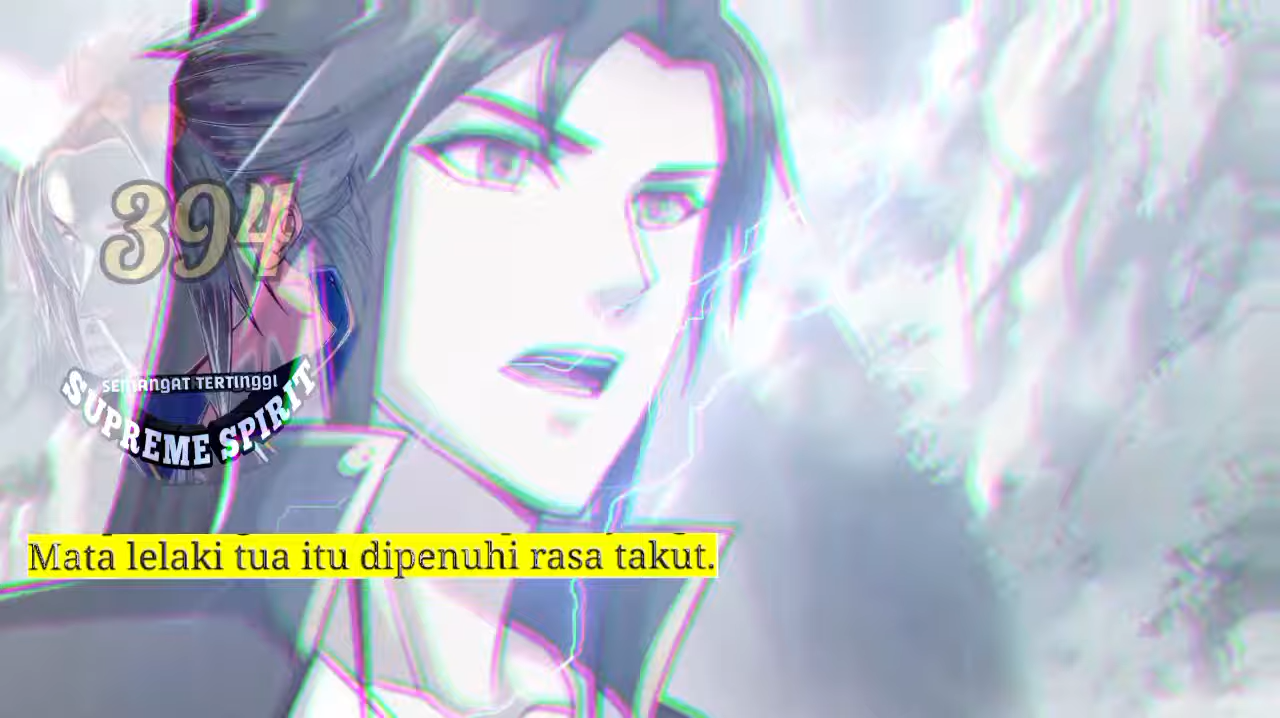 394
SEMANGAT TERTINGGI
SUPREME SPIRIT
Mata lelaki tua itu dipenuhi rasa takut.